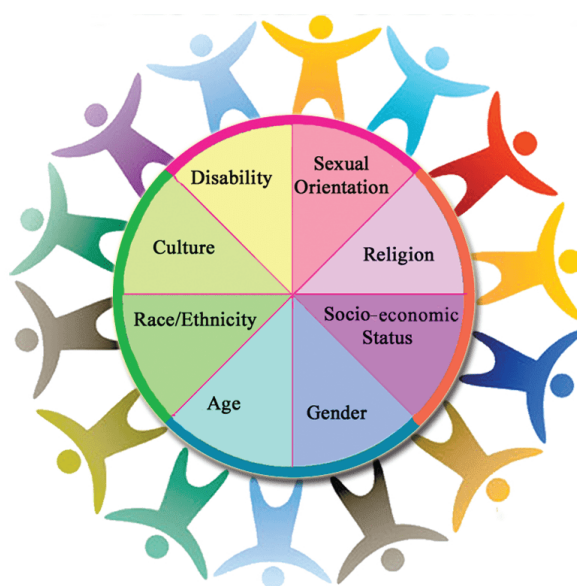 Disability
Sexual
Orientation
Culture
Religion
Race/Ethnicity
Socio-economic
Status
Age
Gender